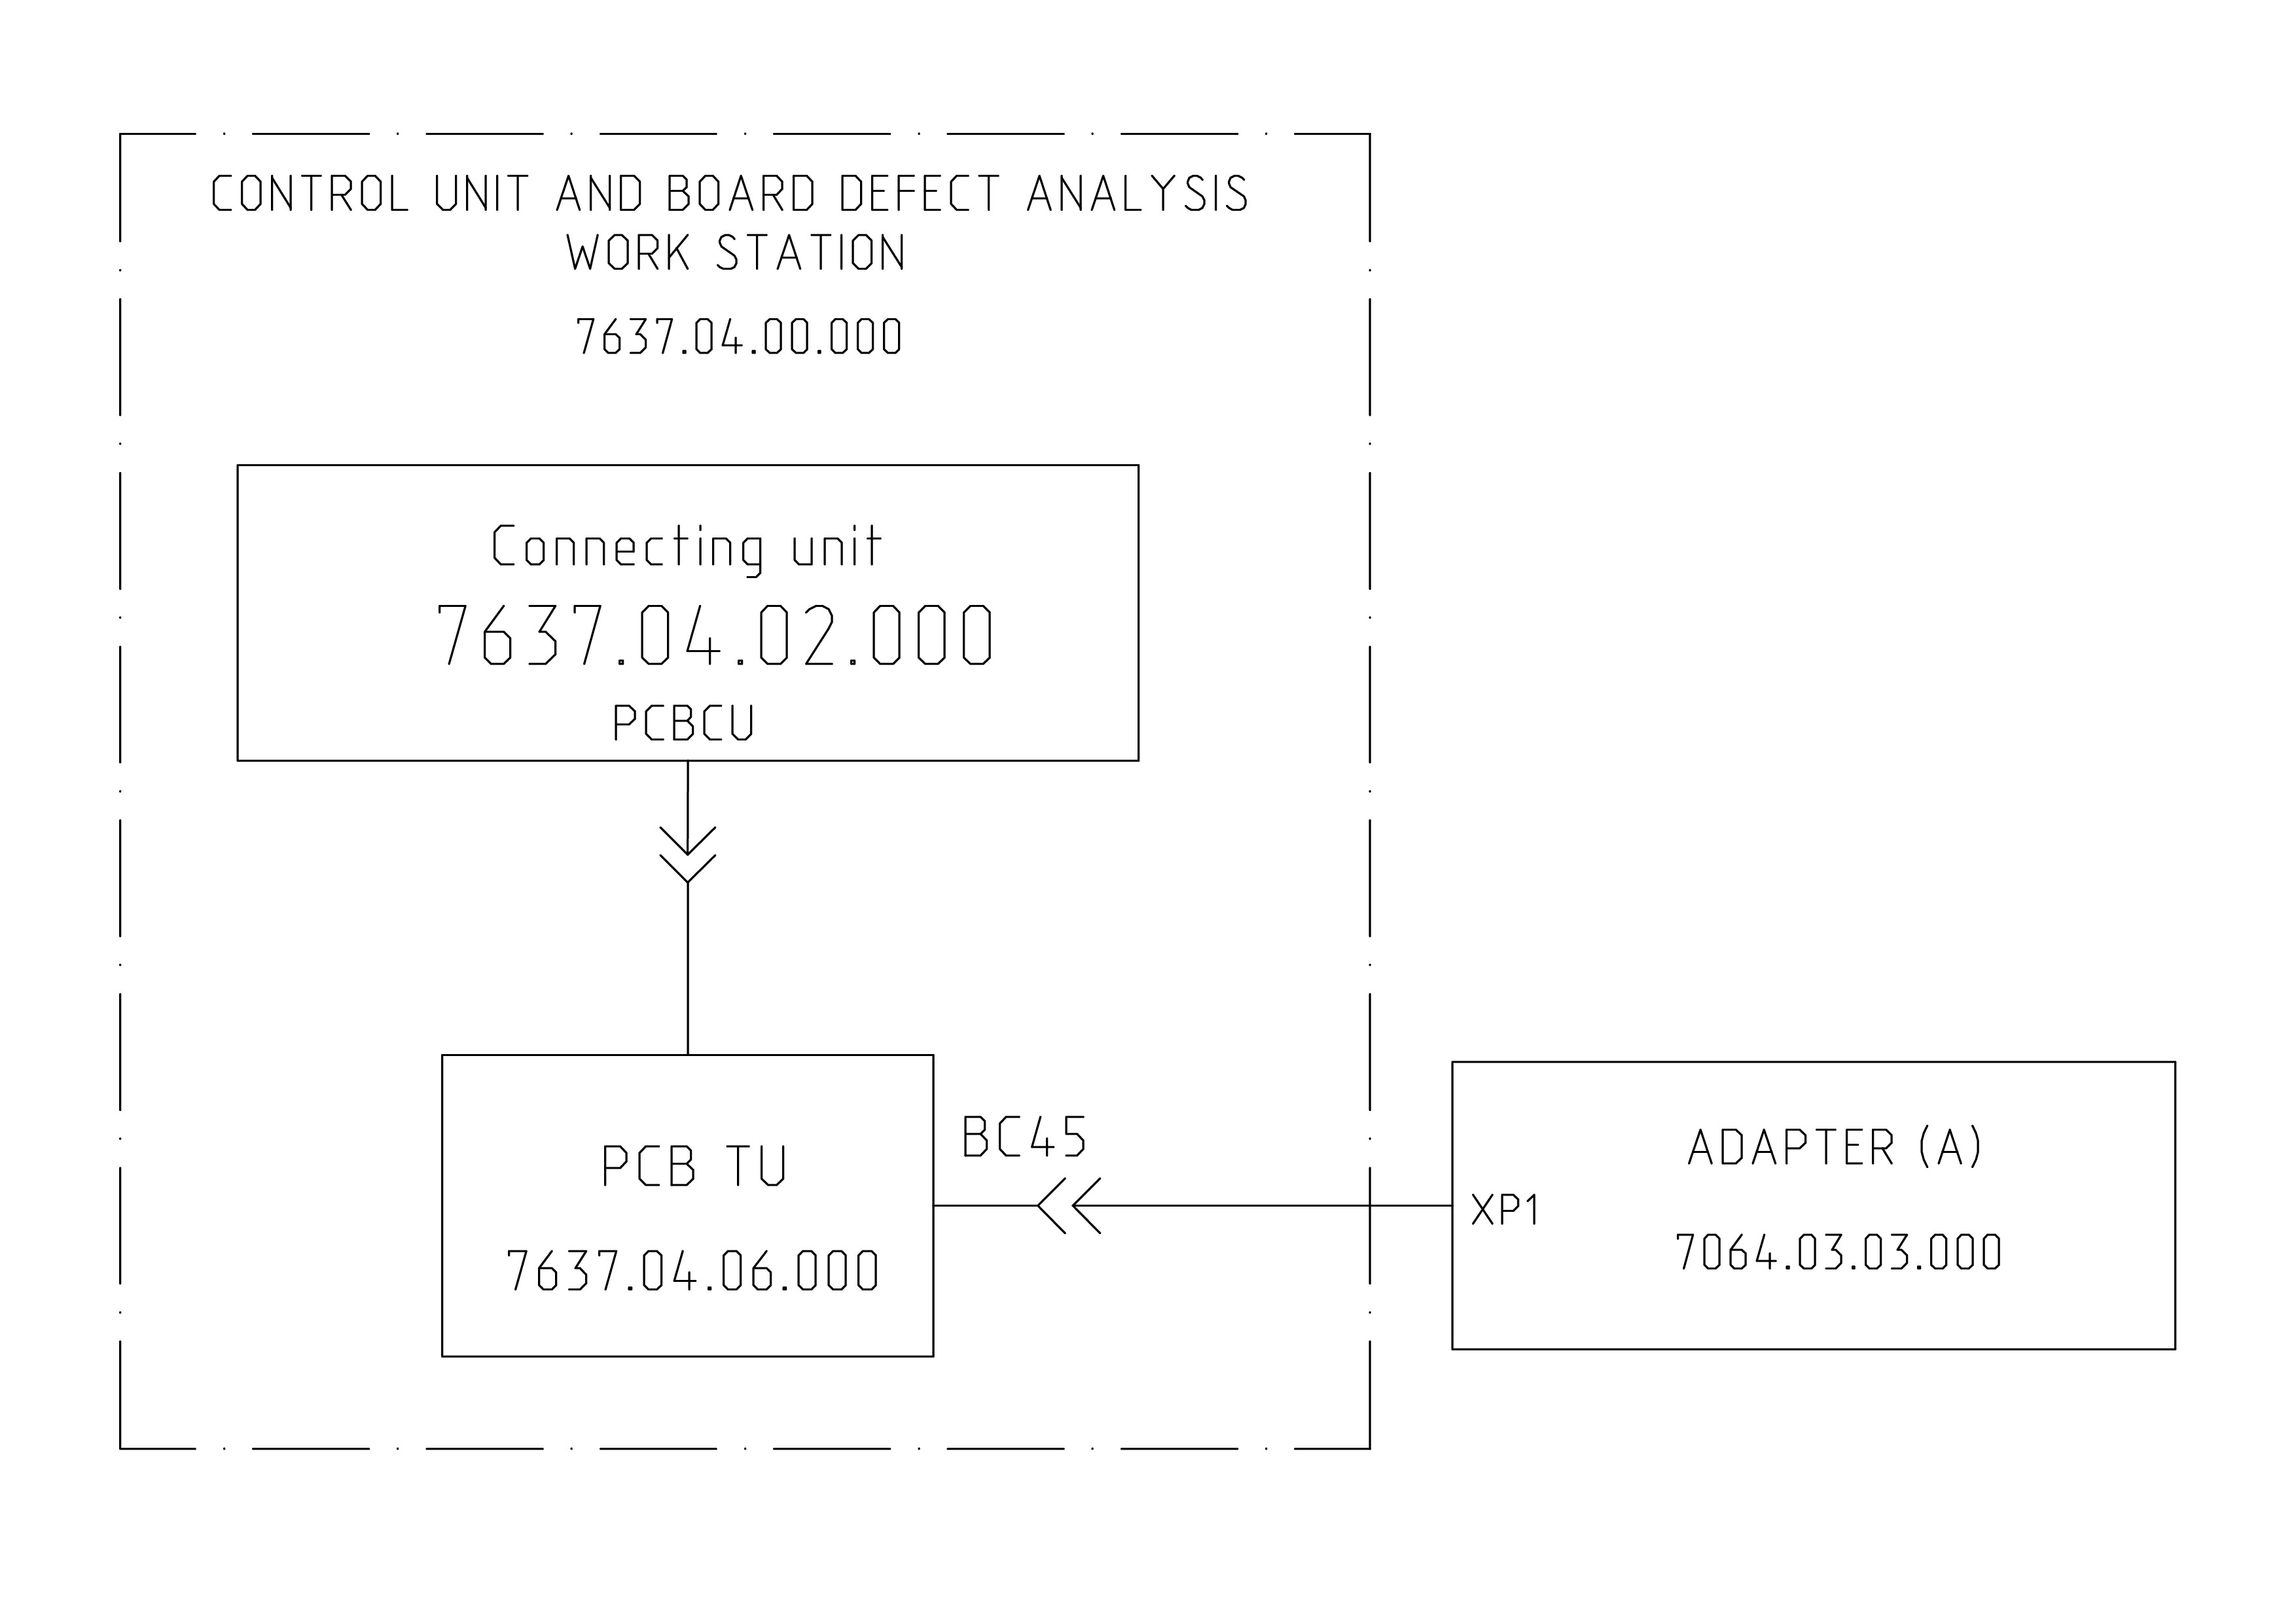 CONTROL UNIT AND BOARD DEFECT ANALYSIS
WORK STATION
7637.04.00.000
Connecting unit
7637.04.02.000
PCBCU
PCB TU
7637.04.06.000
BC45
XP1
ADAPTER (A)
7064.03.03.000